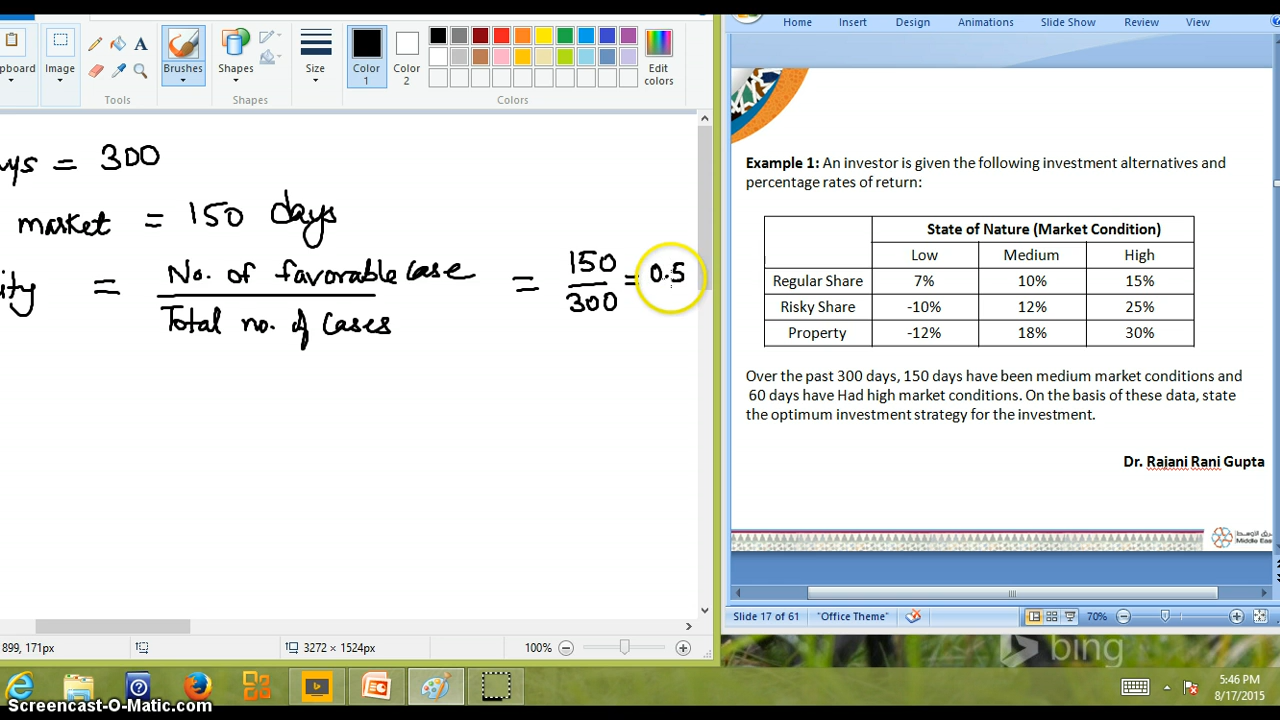 Home Insert Design Animations Slide Show Review View
pboard Image Brushes Shapes Size Color 1 Color 2 Edit colors
Tools Shapes Colors
ays = 300
market = 150 days
ity = No. of favorable case / Total no. of cases = 150 / 300 = 0.5
Example 1: An investor is given the following investment alternatives and
percentage rates of return:
State of Nature (Market Condition)
Low Medium High
Regular Share 7% 10% 15%
Risky Share -10% 12% 25%
Property -12% 18% 30%
Over the past 300 days, 150 days have been medium market conditions and
60 days have Had high market conditions. On the basis of these data, state
the optimum investment strategy for the investment.
Dr. Rajani Rani Gupta
Middle Eas
Slide 17 of 61 "Office Theme" 70%
899, 171px 3272 × 1524px 100%
bing
5:46 PM
8/17/2015
Screencast-O-Matic.com